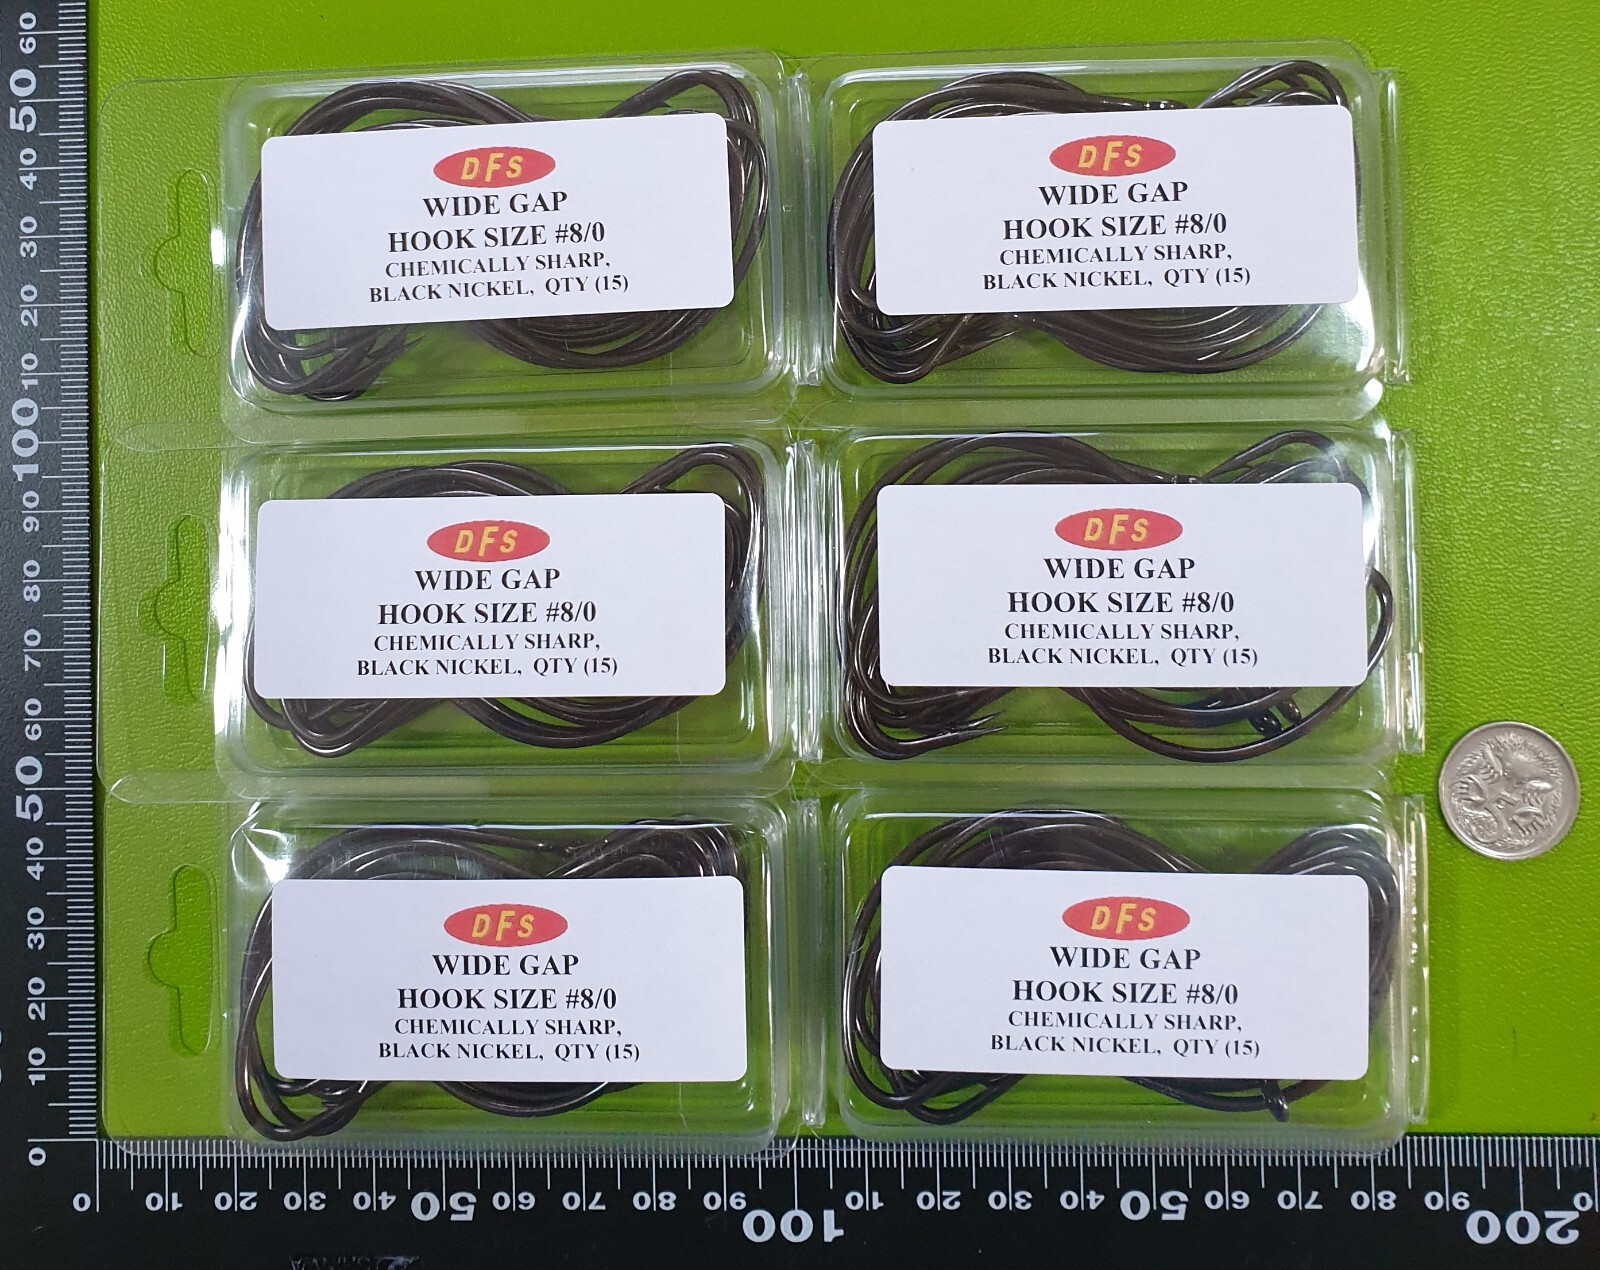 DFS
WIDE GAP
HOOK SIZE #8/0
CHEMICALLY SHARP,
BLACK NICKEL, QTY (15)
DFS
WIDE GAP
HOOK SIZE #8/0
CHEMICALLY SHARP,
BLACK NICKEL, QTY (15)
DFS
WIDE GAP
HOOK SIZE #8/0
CHEMICALLY SHARP,
BLACK NICKEL, QTY (15)
DFS
WIDE GAP
HOOK SIZE #8/0
CHEMICALLY SHARP,
BLACK NICKEL, QTY (15)
DFS
WIDE GAP
HOOK SIZE #8/0
CHEMICALLY SHARP,
BLACK NICKEL, QTY (15)
DFS
WIDE GAP
HOOK SIZE #8/0
CHEMICALLY SHARP,
BLACK NICKEL, QTY (15)
60 50 40 30 20 10 100 90 80 70 60 50 40 30 20 10 0
0 10 20 30 40 50 60 70 80 90 100 10 20 30 40 50 60 70 80 90 200